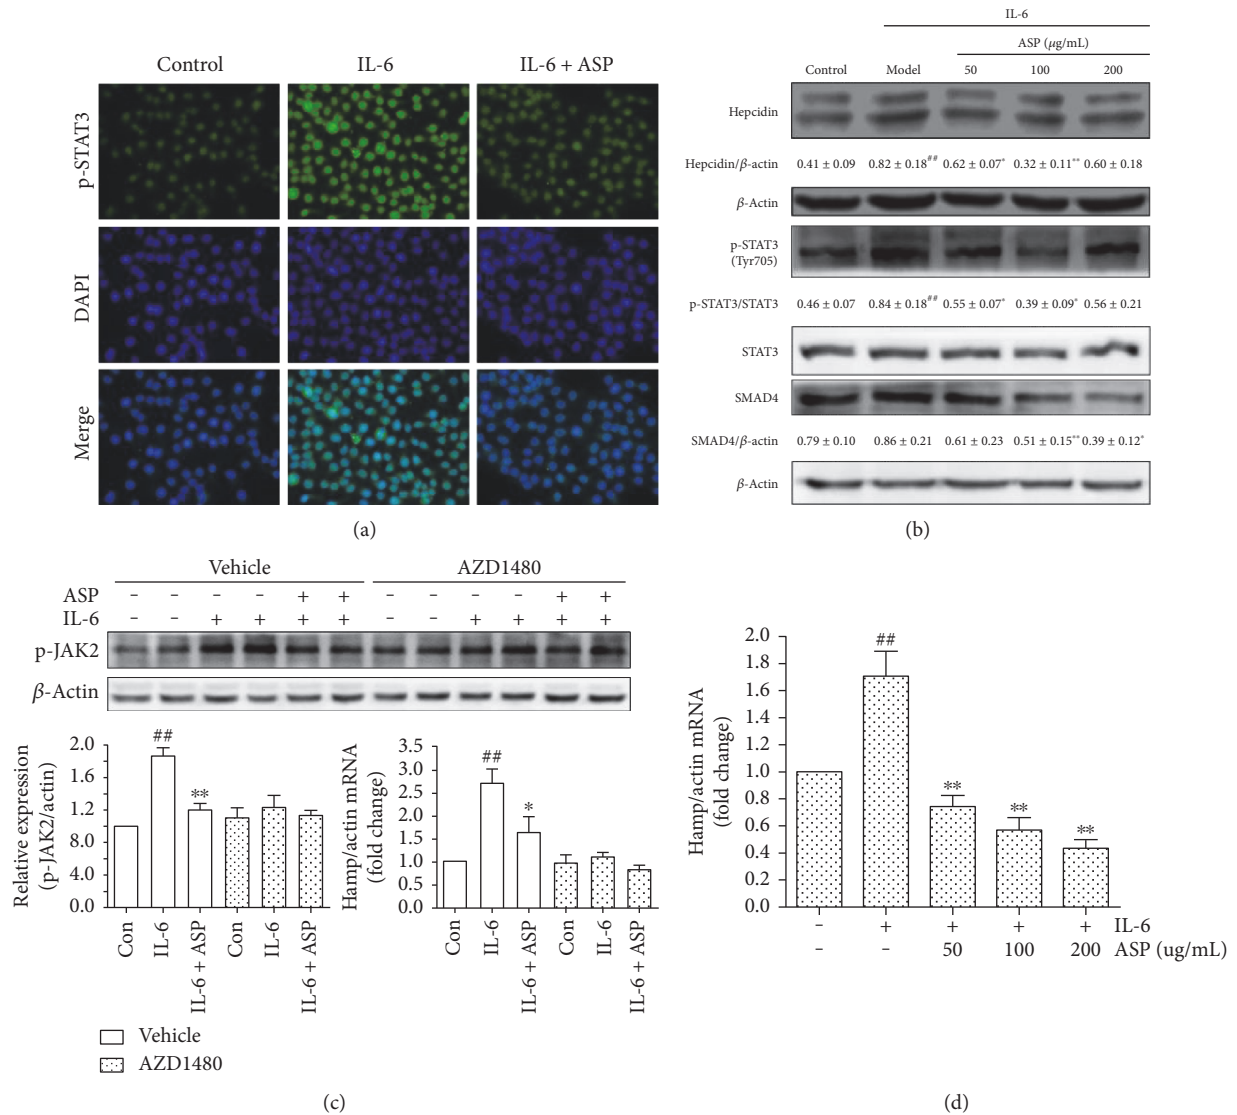 Control IL-6 IL-6 + ASP
p-STAT3
DAPI
Merge
(a)
IL-6
ASP (μg/mL)
Control Model 50 100 200
Hepcidin
Hepcidin/β-actin 0.41 ± 0.09 0.82 ± 0.18## 0.62 ± 0.07* 0.32 ± 0.11** 0.60 ± 0.18
β-Actin
p-STAT3
(Tyr705)
p-STAT3/STAT3 0.46 ± 0.07 0.84 ± 0.18## 0.55 ± 0.07* 0.39 ± 0.09* 0.56 ± 0.21
STAT3
SMAD4
SMAD4/β-actin 0.79 ± 0.10 0.86 ± 0.21 0.61 ± 0.23 0.51 ± 0.15** 0.39 ± 0.12*
β-Actin
(b)
Vehicle AZD1480
ASP – – – – + + – – – – + +
IL-6 – – + + + + – – + + + +
p-JAK2
β-Actin
Relative expression
(p-JAK2/actin)
2.0
1.6
1.2
8.0
0.4
0.0
##
**
Con IL-6 IL-6 + ASP Con IL-6 IL-6 + ASP
Hamp/actin mRNA
(fold change)
3.5
3.0
2.5
2.0
1.5
1.0
0.5
0.0
##
*
Con IL-6 IL-6 + ASP Con IL-6 IL-6 + ASP
Vehicle
AZD1480
(c)
Hamp/actin mRNA
(fold change)
2.0
1.8
1.6
1.4
1.2
1.0
0.8
0.6
0.4
0.2
0.0
##
**
**
**
– + + + + IL-6
– – 50 100 200 ASP (ug/mL)
(d)